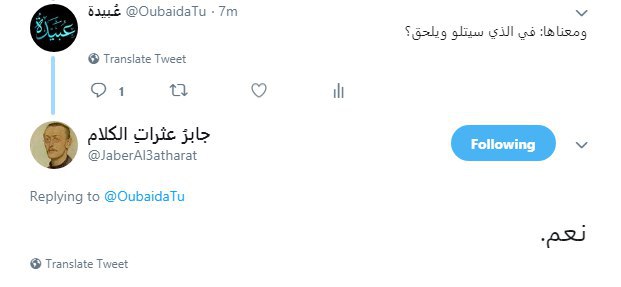 عُبيدة @OubaidaTu · 7m
ومعناها: في الذي سيتلو ويلحق؟
Translate Tweet
1
جابرُ عثراتِ الكلام
Following
@JaberAl3atharat
Replying to @OubaidaTu
نعم.
Translate Tweet